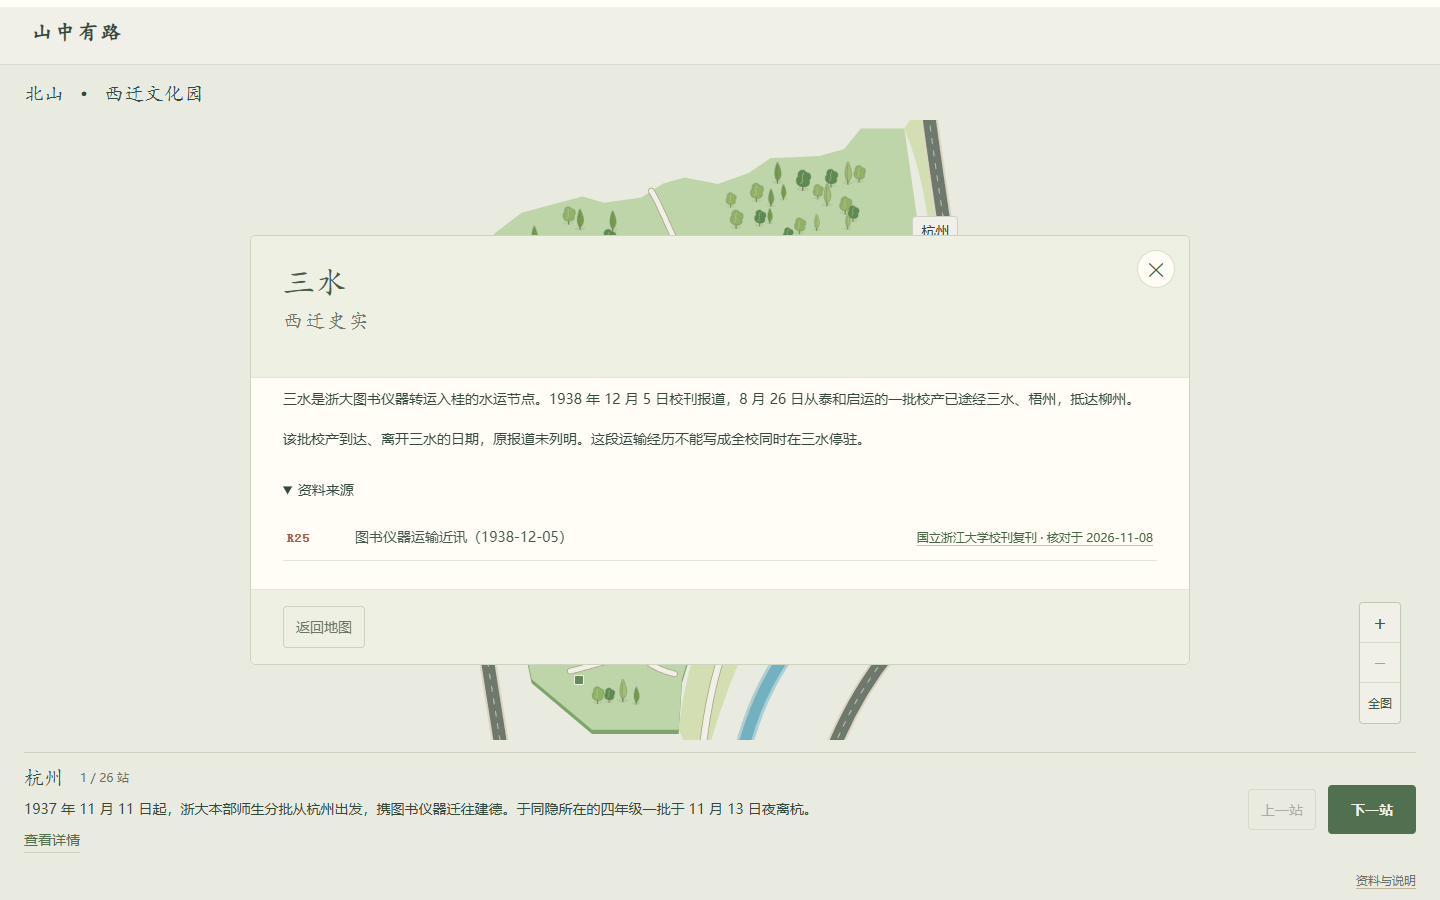 山中有路
北山 • 西迁文化园
杭州
三水
西迁史实
三水是浙大图书仪器转运入桂的水运节点。1938 年 12 月 5 日校刊报道，8 月 26 日从泰和启运的一批校产已途经三水、梧州，抵达柳州。
该批校产到达、离开三水的日期，原报道未列明。这段运输经历不能写成全校同时在三水停驻。
▼ 资料来源
R25 图书仪器运输近讯（1938-12-05） 国立浙江大学校刊复刊 · 核对于 2026-11-08
返回地图
+
−
全图
杭州 1 / 26 站
1937 年 11 月 11 日起，浙大本部师生分批从杭州出发，携图书仪器迁往建德。于同隐所在的四年级一批于 11 月 13 日夜离杭。
查看详情
上一站 下一站
资料与说明